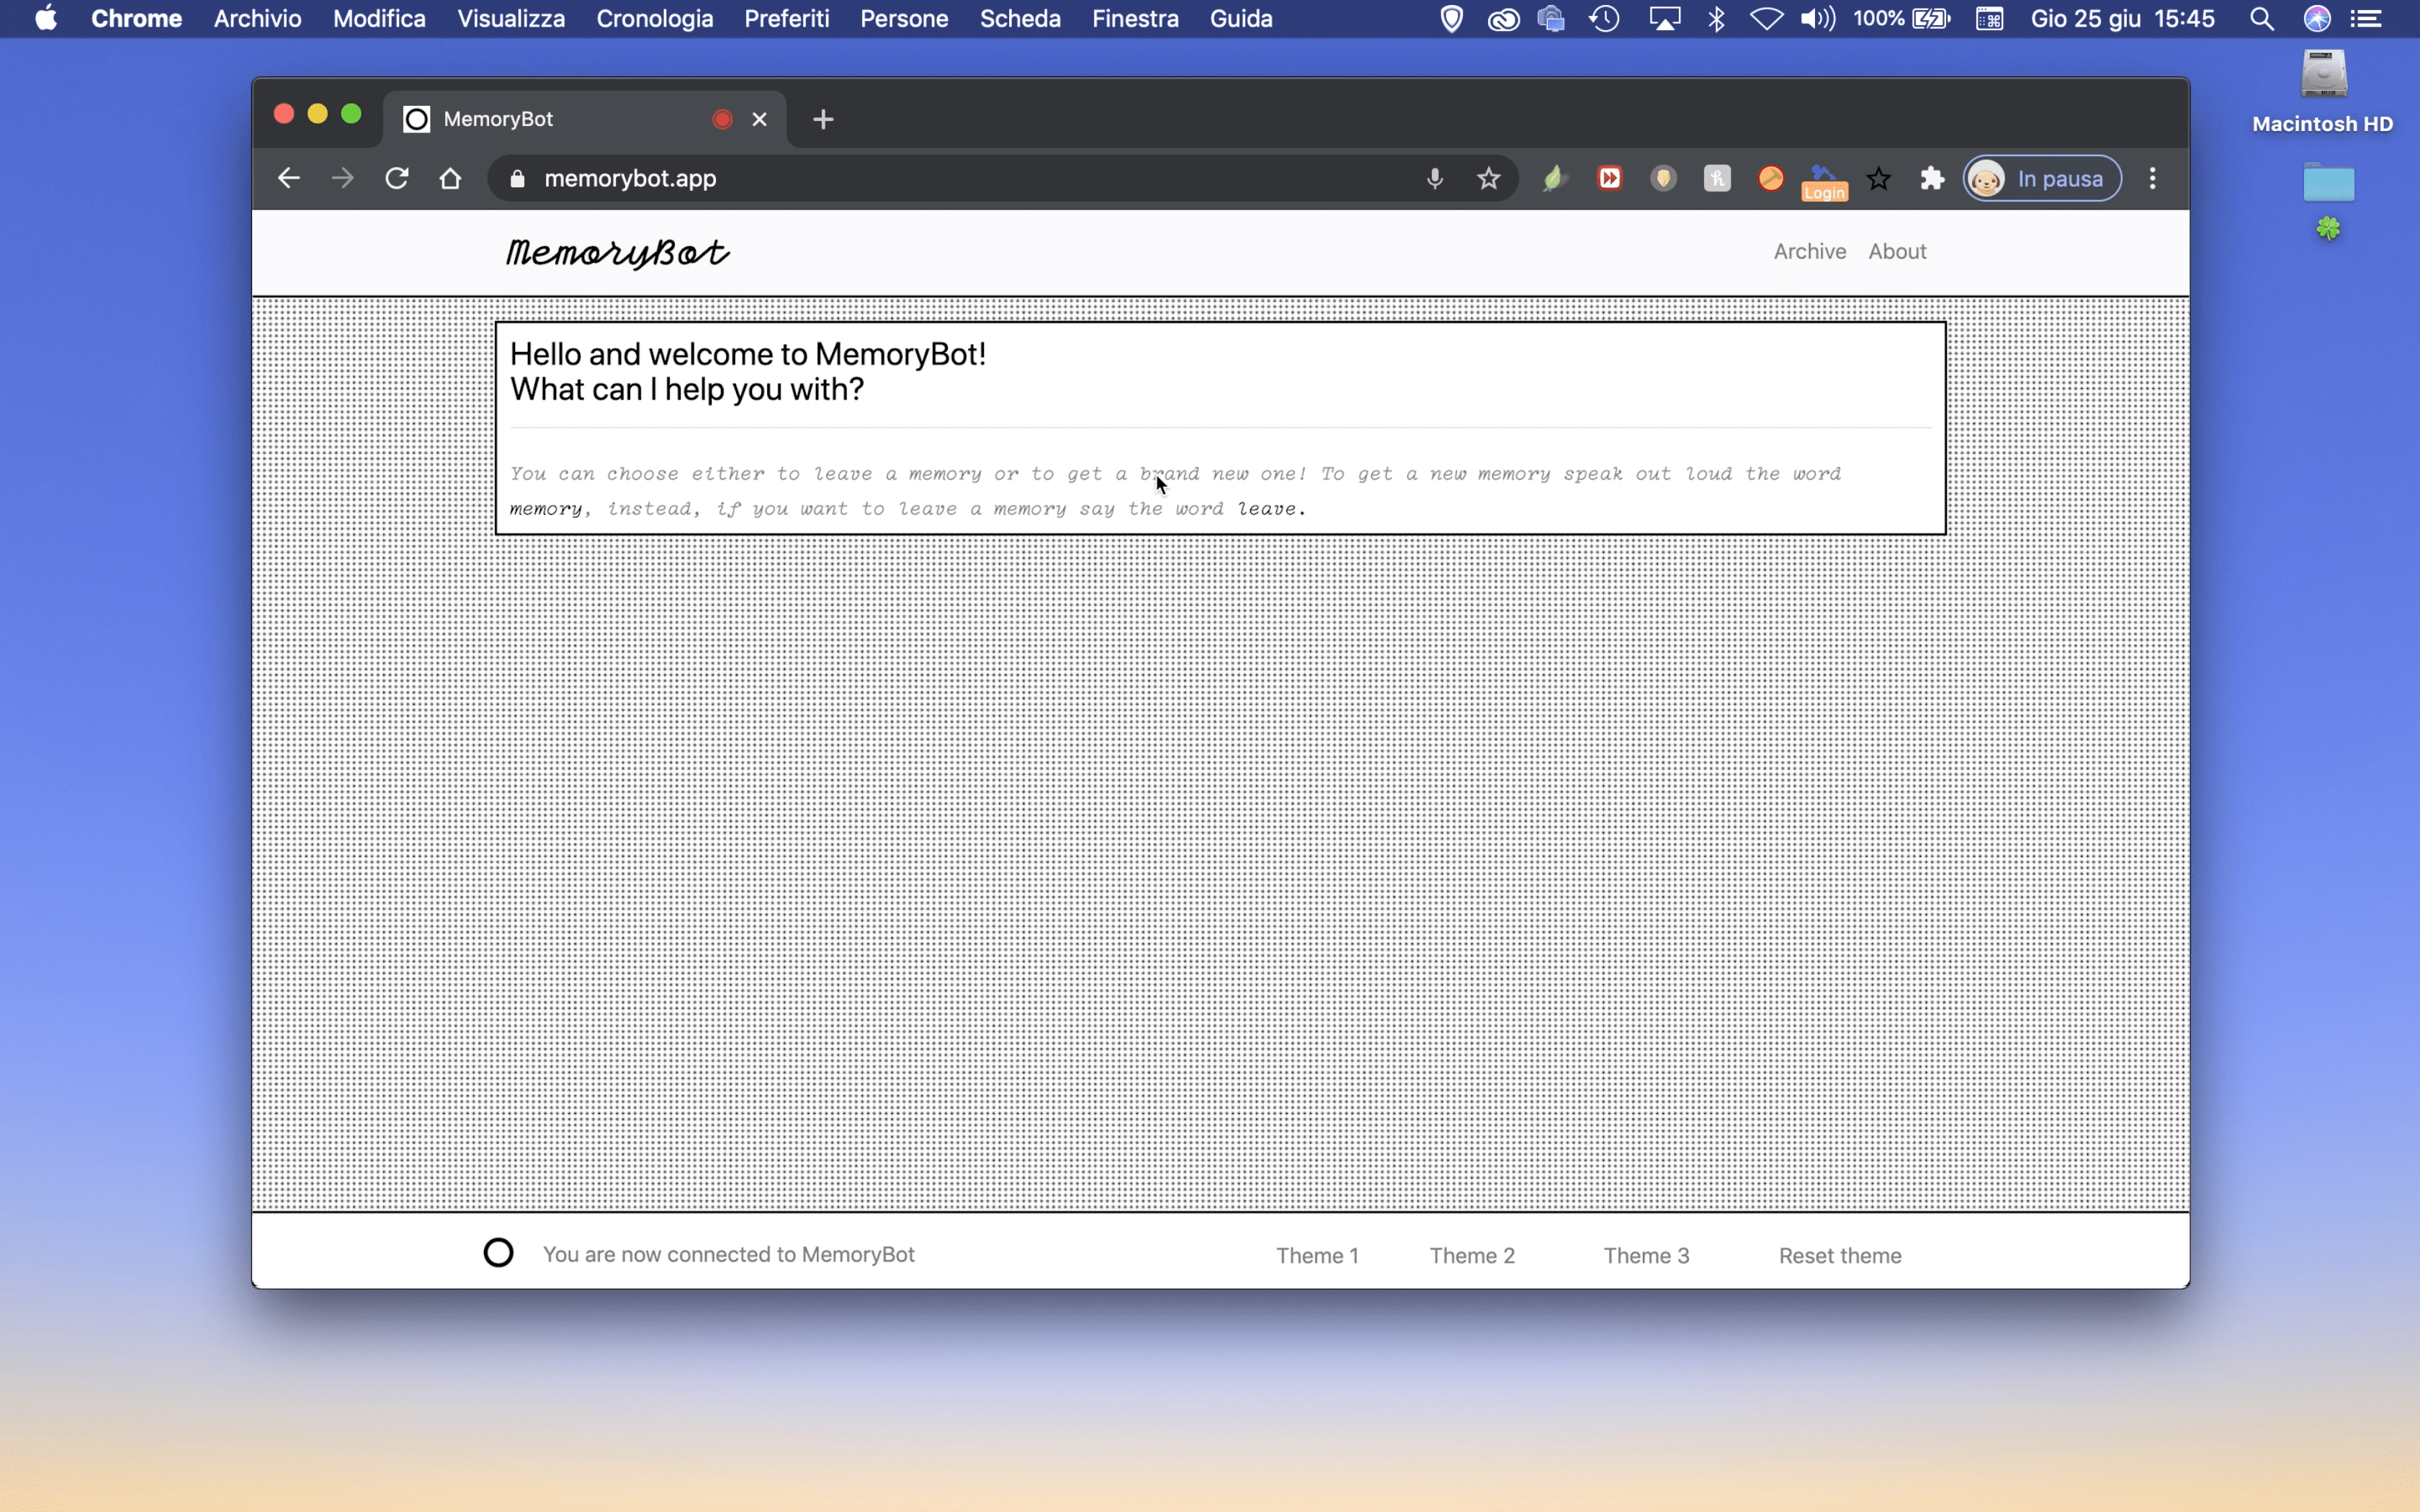 Chrome Archivio Modifica Visualizza Cronologia Preferiti Persone Scheda Finestra Guida 100% Gio 25 giu 15:45
Macintosh HD
MemoryBot
memorybot.app
Login
In pausa
MemoryBot
Archive About
Hello and welcome to MemoryBot!
What can I help you with?
You can choose either to leave a memory or to get a brand new one! To get a new memory speak out loud the word
memory, instead, if you want to leave a memory say the word leave.
You are now connected to MemoryBot
Theme 1 Theme 2 Theme 3 Reset theme